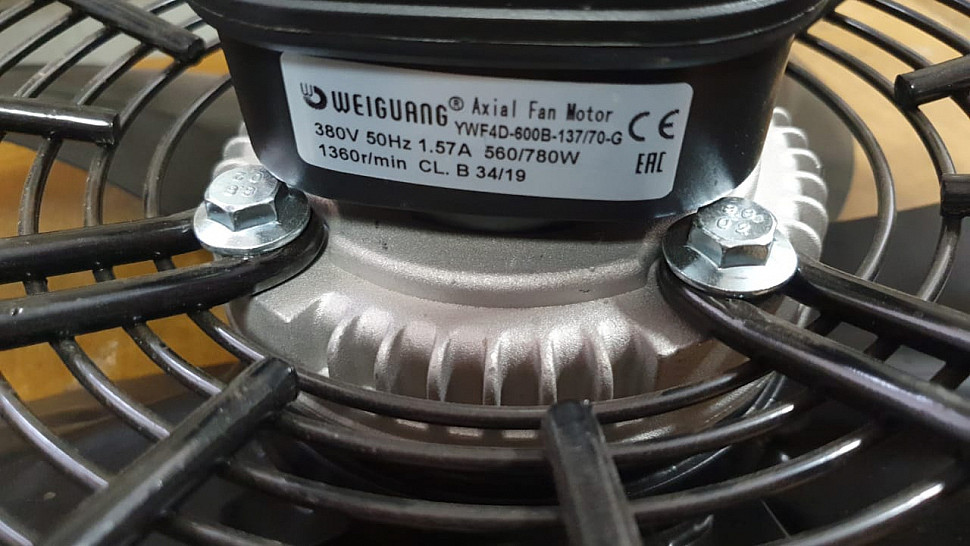 WEIGUANG® Axial Fan Motor
YWF4D-600B-137/70-G
380V 50Hz 1.57A 560/780W
1360r/min CL. B 34/19
CE
EAC